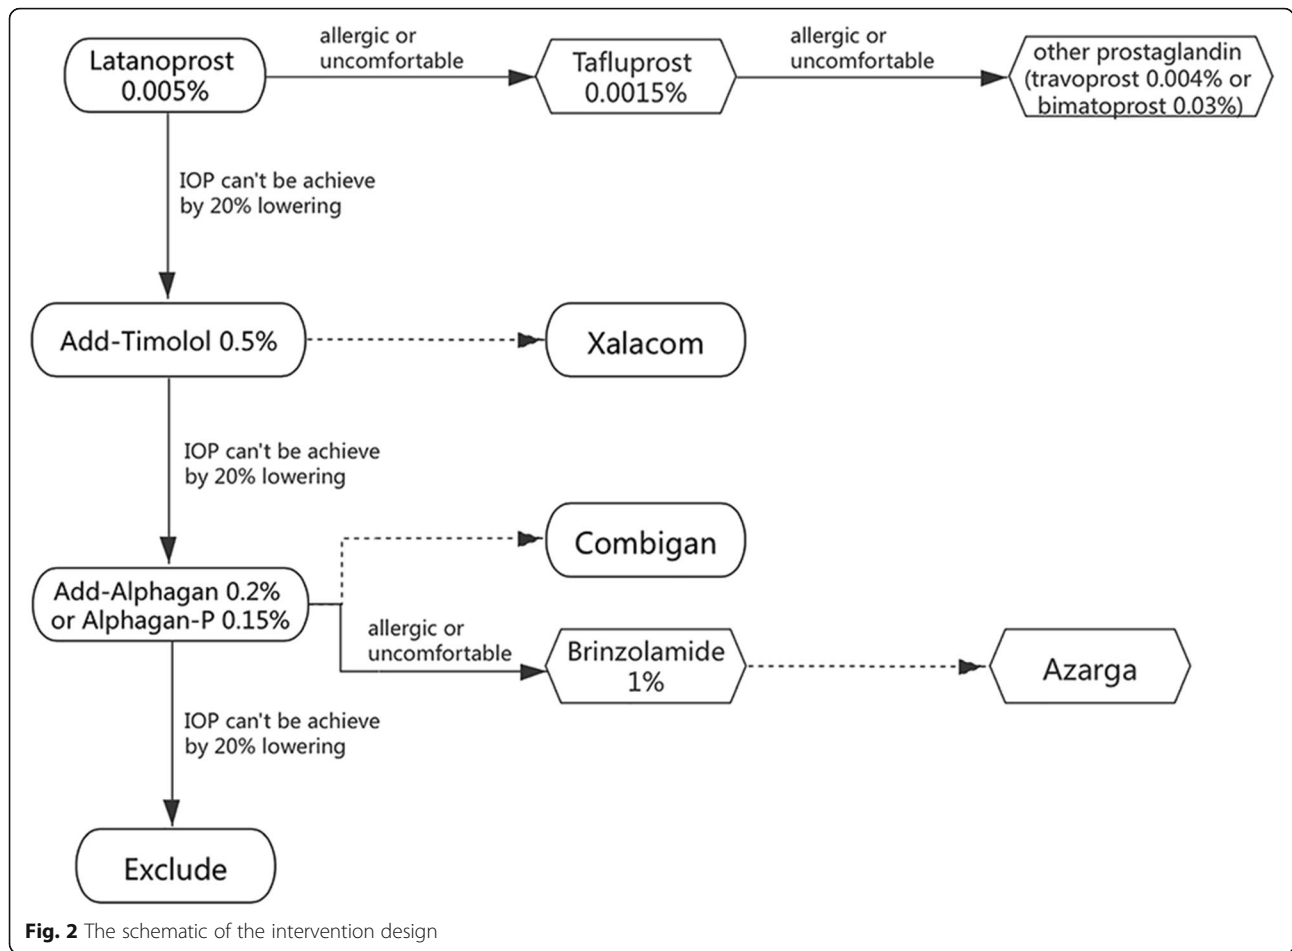 Latanoprost
0.005%
allergic or
uncomfortable
Tafluprost
0.0015%
allergic or
uncomfortable
other prostaglandin
(travoprost 0.004% or
bimatoprost 0.03%)
IOP can't be achieve
by 20% lowering
Add-Timolol 0.5%
Xalacom
IOP can't be achieve
by 20% lowering
Combigan
Add-Alphagan 0.2%
or Alphagan-P 0.15%
allergic or
uncomfortable
Brinzolamide
1%
Azarga
IOP can't be achieve
by 20% lowering
Exclude
Fig. 2 The schematic of the intervention design